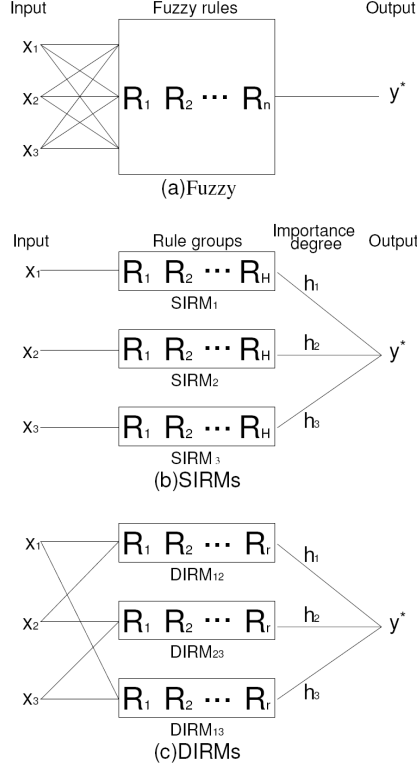 Input Fuzzy rules Output
x1
x2 R1 R2 ··· Rn y*
x3
(a)Fuzzy
Input Rule groups Importance degree Output
x1 R1 R2 ··· RH h1
SIRM1
x2 R1 R2 ··· RH h2 y*
SIRM2
x3 R1 R2 ··· RH h3
SIRM 3
(b)SIRMs
x1 R1 R2 ··· Rr h1
DIRM12
x2 R1 R2 ··· Rr h2 y*
DIRM23
x3 R1 R2 ··· Rr h3
DIRM13
(c)DIRMs